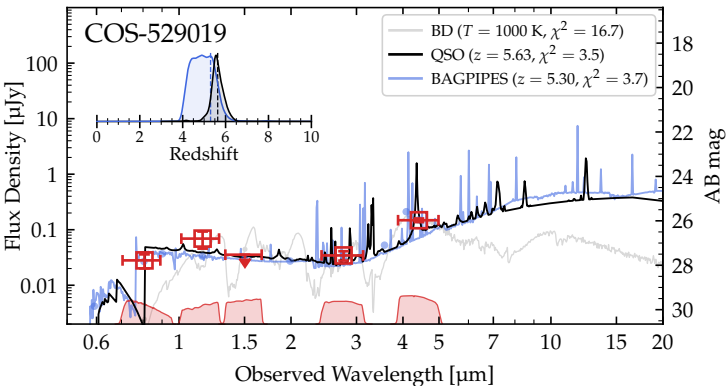 COS-529019
BD (T = 1000 K, χ² = 16.7)
QSO (z = 5.63, χ² = 3.5)
BAGPIPES (z = 5.30, χ² = 3.7)
0 2 4 6 8 10
Redshift
100
10
1
0.1
0.01
Flux Density [µJy]
18
20
22
24
26
28
30
AB mag
0.6 1 2 3 4 5 10 15 20
Observed Wavelength [µm]